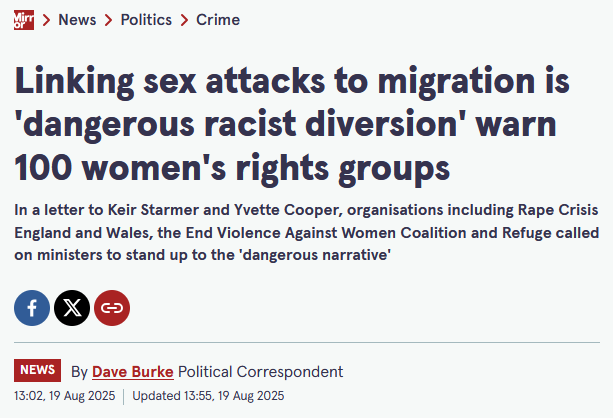 Mirror
News Politics Crime
Linking sex attacks to migration is
'dangerous racist diversion' warn
100 women's rights groups
In a letter to Keir Starmer and Yvette Cooper, organisations including Rape Crisis
England and Wales, the End Violence Against Women Coalition and Refuge called
on ministers to stand up to the 'dangerous narrative'
NEWS By Dave Burke Political Correspondent
13:02, 19 Aug 2025 Updated 13:55, 19 Aug 2025